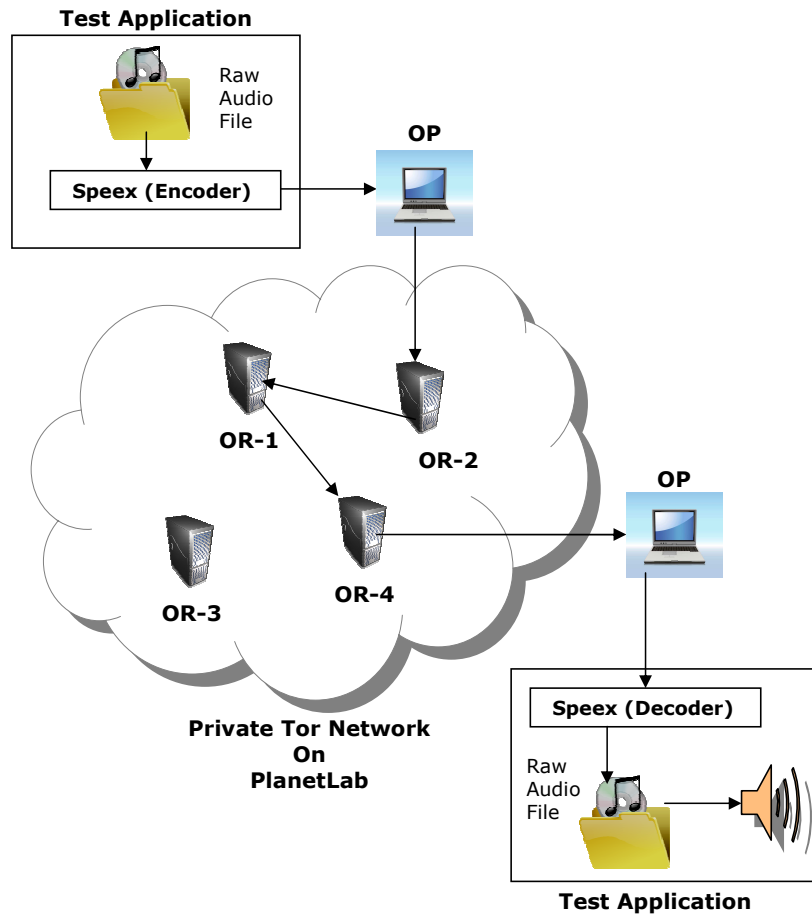 Test Application
Raw
Audio
File
Speex (Encoder)
OP
OR-1
OR-2
OP
OR-3
OR-4
Private Tor Network
On
PlanetLab
Speex (Decoder)
Raw
Audio
File
Test Application